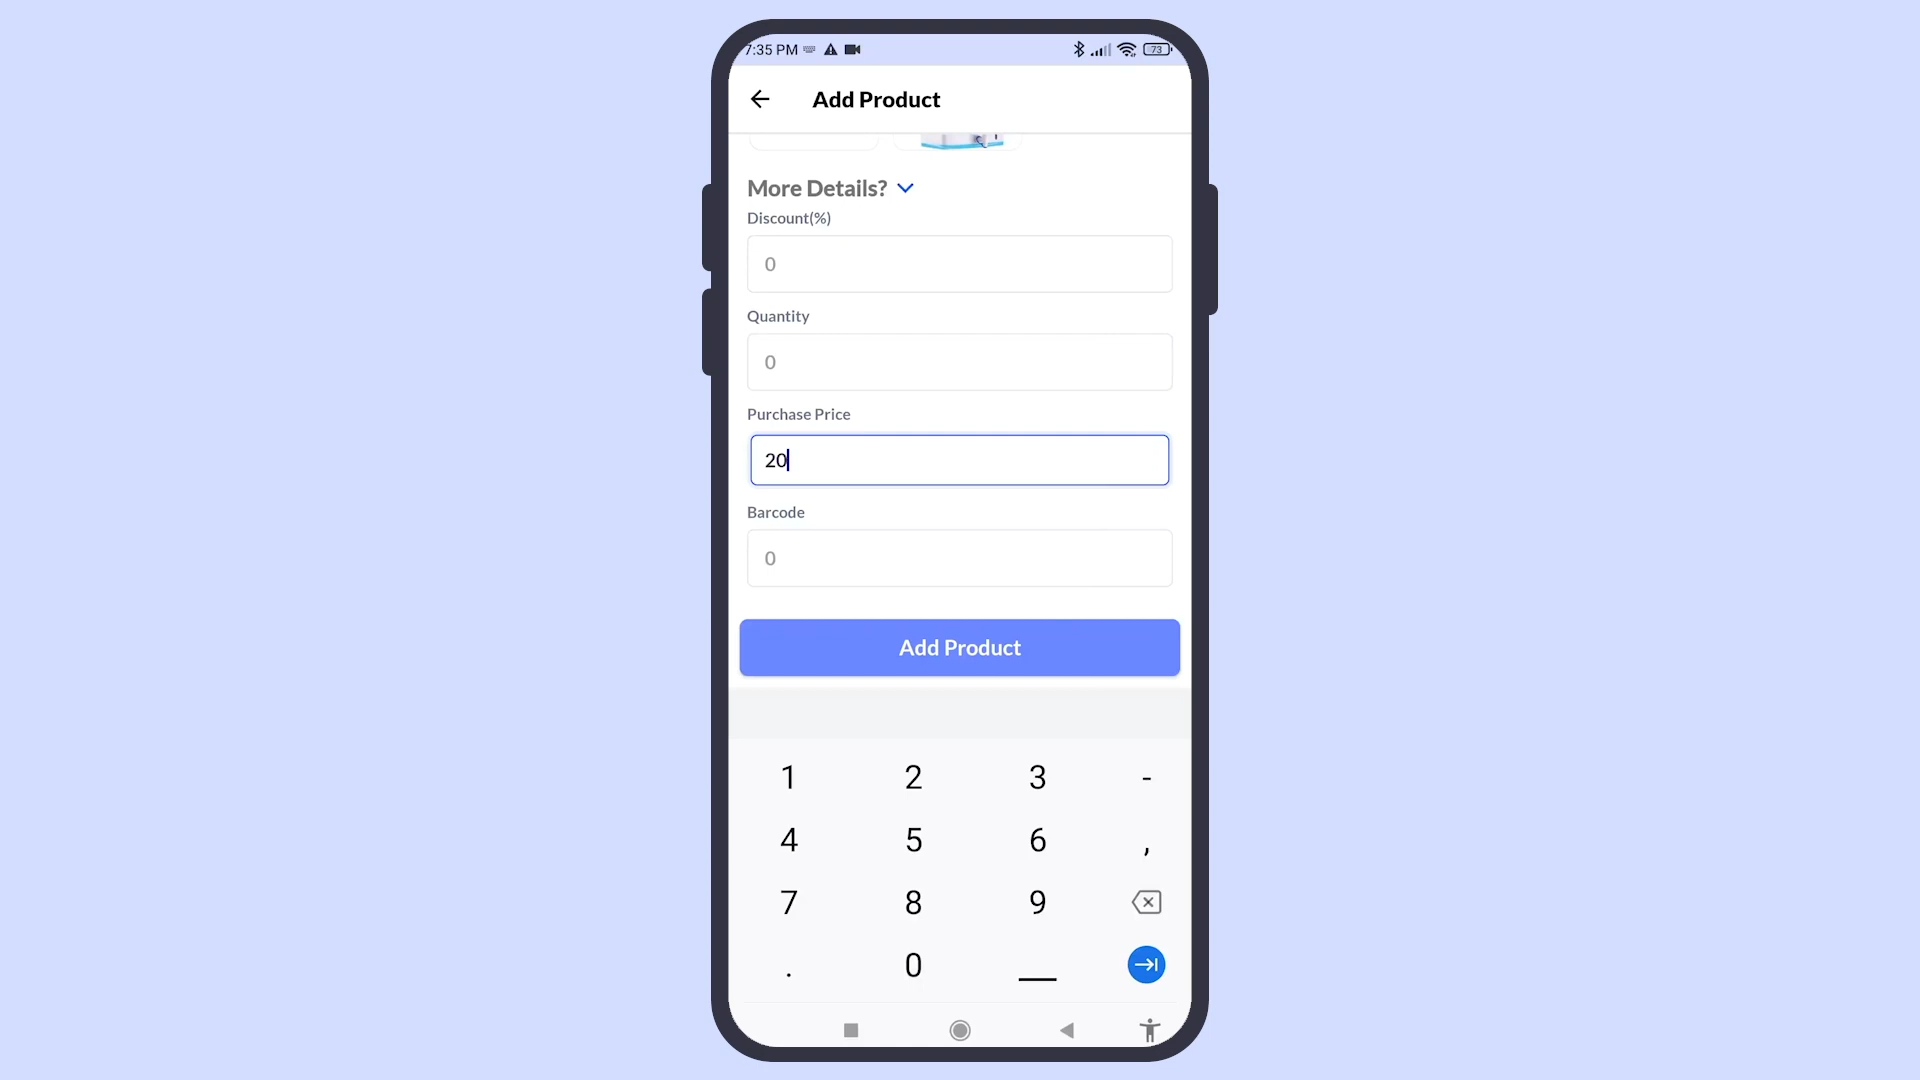 7:35 PM
73
Add Product
More Details?
Discount(%)
0
Quantity
0
Purchase Price
20
Barcode
0
Add Product
1 2 3 -
4 5 6 ,
7 8 9
. 0